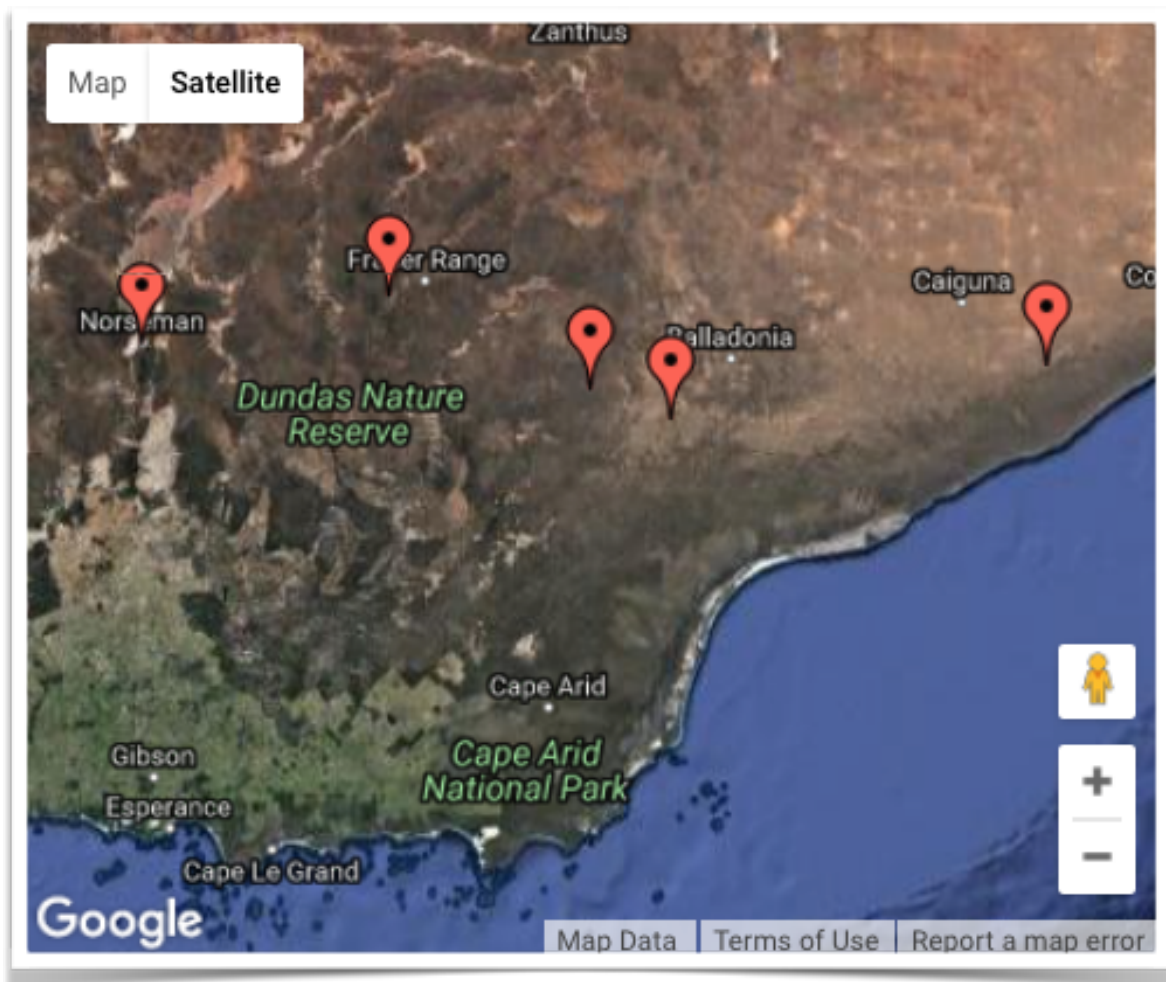 Zanthus
Map Satellite
Fraser Range
Caiguna
Co
Norseman
Balladonia
Dundas Nature
Reserve
Cape Arid
Cape Arid
National Park
Gibson
Esperance
Cape Le Grand
Google
Map Data Terms of Use Report a map error